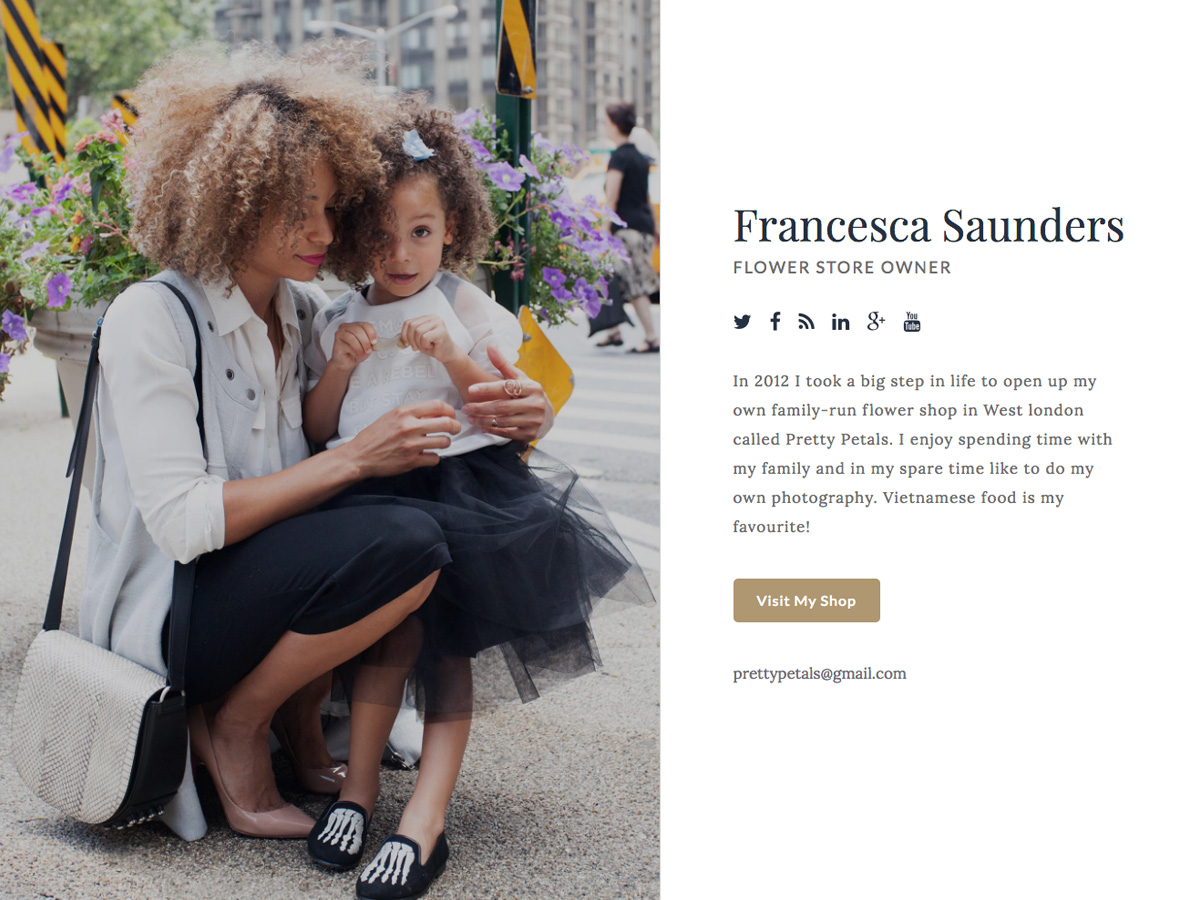 Francesca Saunders
FLOWER STORE OWNER
You
Tube
In 2012 I took a big step in life to open up my
own family-run flower shop in West london
called Pretty Petals. I enjoy spending time with
my family and in my spare time like to do my
own photography. Vietnamese food is my
favourite!
Visit My Shop
prettypetals@gmail.com